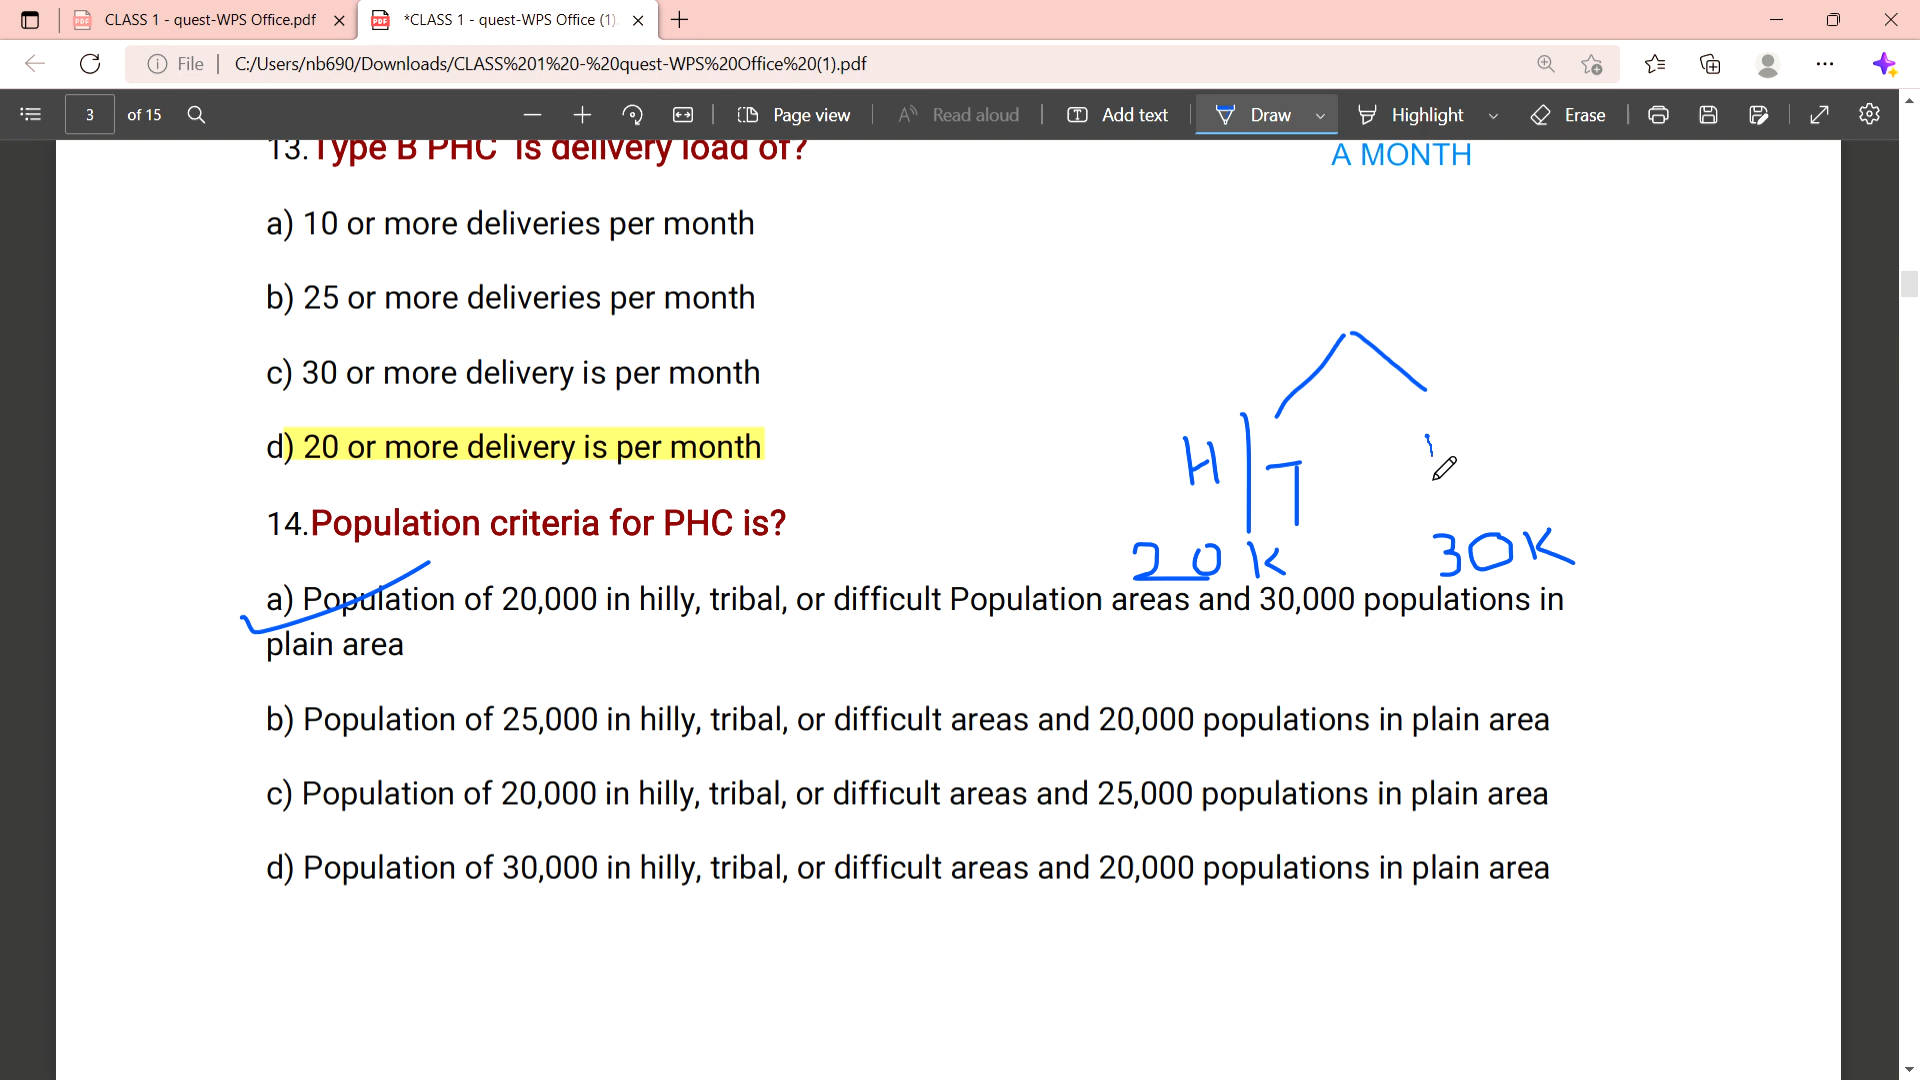 CLASS 1 - quest-WPS Office.pdf
*CLASS 1 - quest-WPS Office (1).
File
C:/Users/nb690/Downloads/CLASS%201%20-%20quest-WPS%20Office%20(1).pdf
3 of 15
Page view
Read aloud
Add text
Draw
Highlight
Erase
13.Type B PHC is delivery load of?
A MONTH
a) 10 or more deliveries per month
b) 25 or more deliveries per month
c) 30 or more delivery is per month
d) 20 or more delivery is per month
H T
14.Population criteria for PHC is?
20K 30K
a) Population of 20,000 in hilly, tribal, or difficult Population areas and 30,000 populations in
plain area
b) Population of 25,000 in hilly, tribal, or difficult areas and 20,000 populations in plain area
c) Population of 20,000 in hilly, tribal, or difficult areas and 25,000 populations in plain area
d) Population of 30,000 in hilly, tribal, or difficult areas and 20,000 populations in plain area